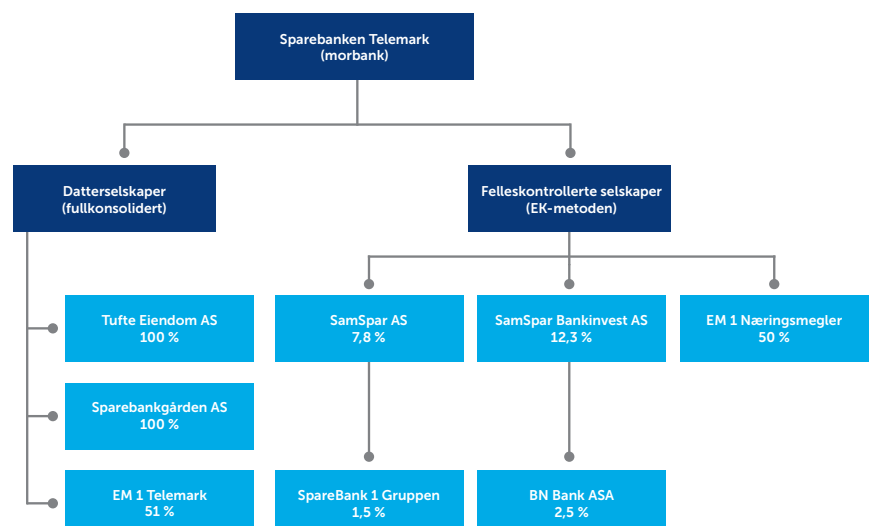 Sparebanken Telemark
(morbank)
Datterselskaper
(fullkonsolidert)
Felleskontrollerte selskaper
(EK-metoden)
Tufte Eiendom AS
100 %
SamSpar AS
7,8 %
SamSpar Bankinvest AS
12,3 %
EM 1 Næringsmegler
50 %
Sparebankgården AS
100 %
EM 1 Telemark
51 %
SpareBank 1 Gruppen
1,5 %
BN Bank ASA
2,5 %